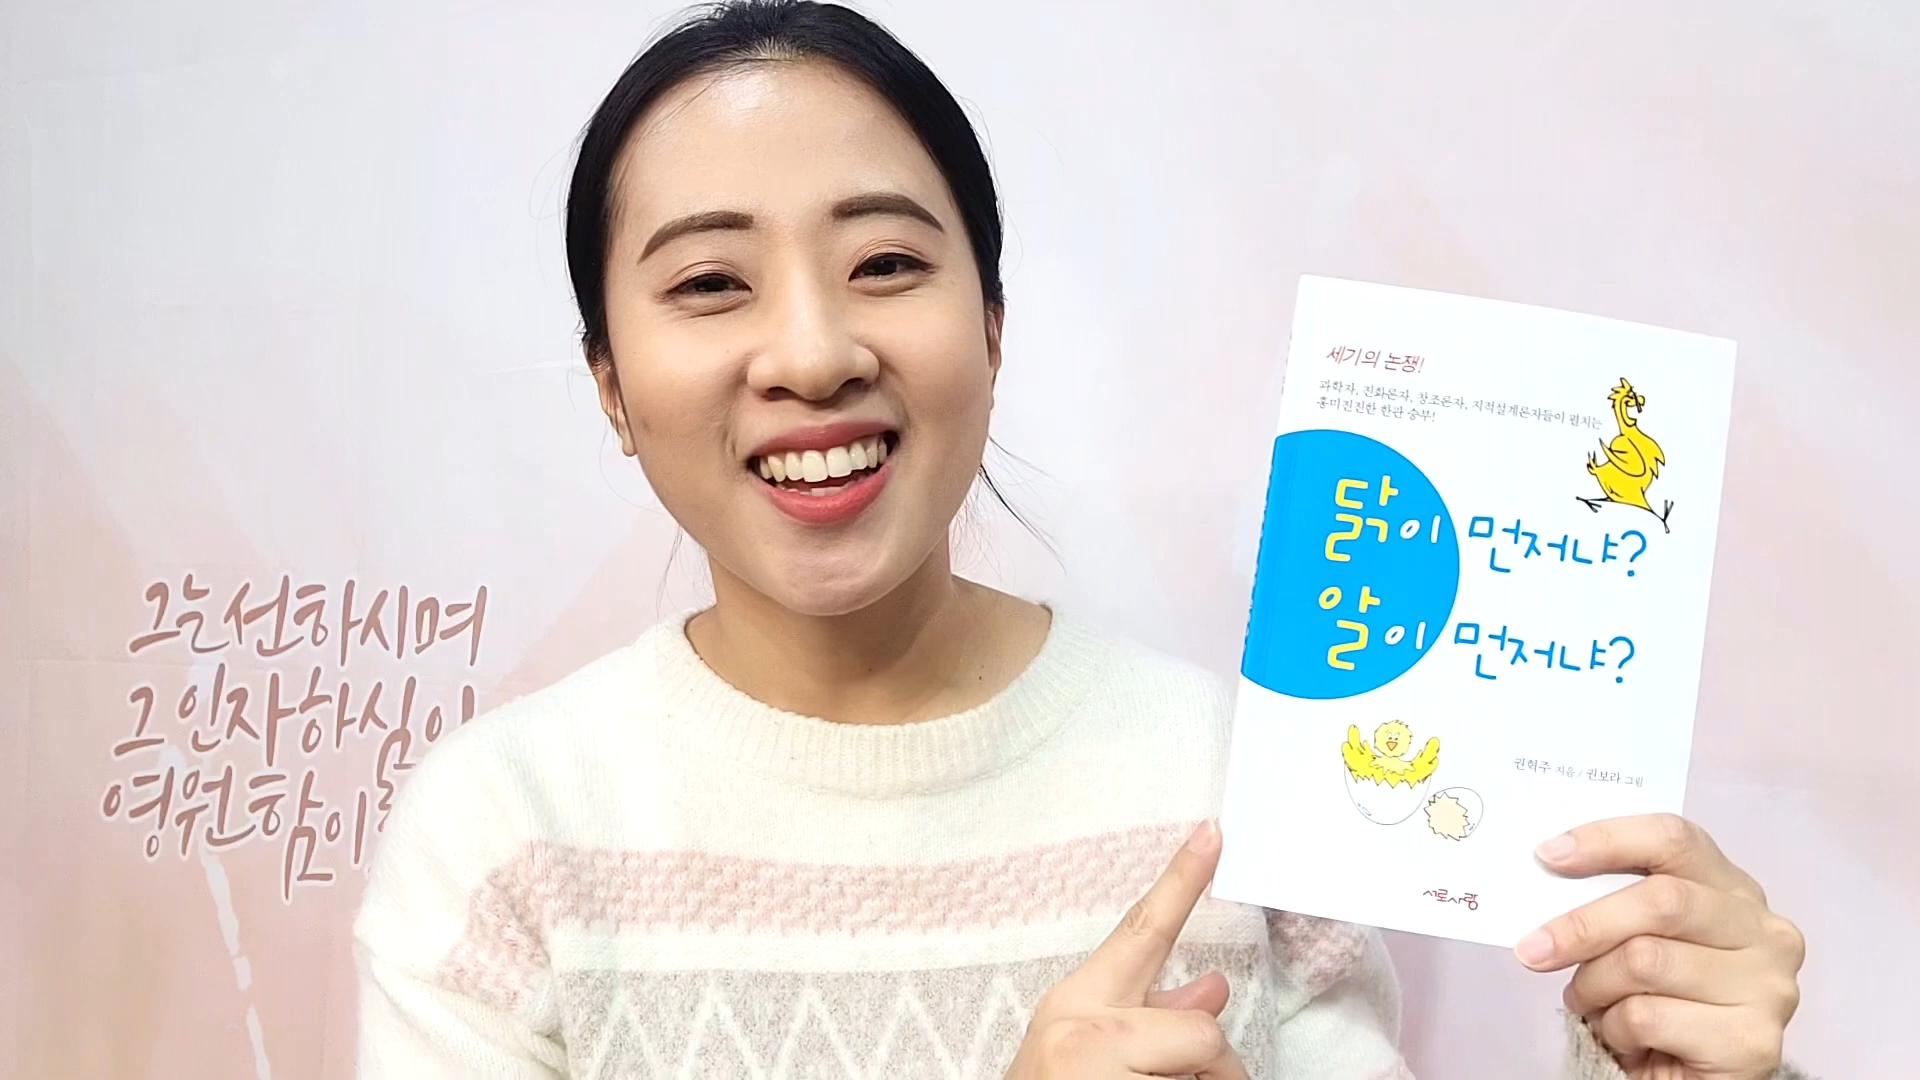 그는 선하시며
그 인자하심이
영원함이로
세기의 논쟁!
과학자, 진화론자, 창조론자, 지적설계론자들이 펼치는
흥미진진한 한판 승부!
닭이 먼저냐?
알이 먼저냐?
권혁주 지음 / 권보라 그림
서로사랑